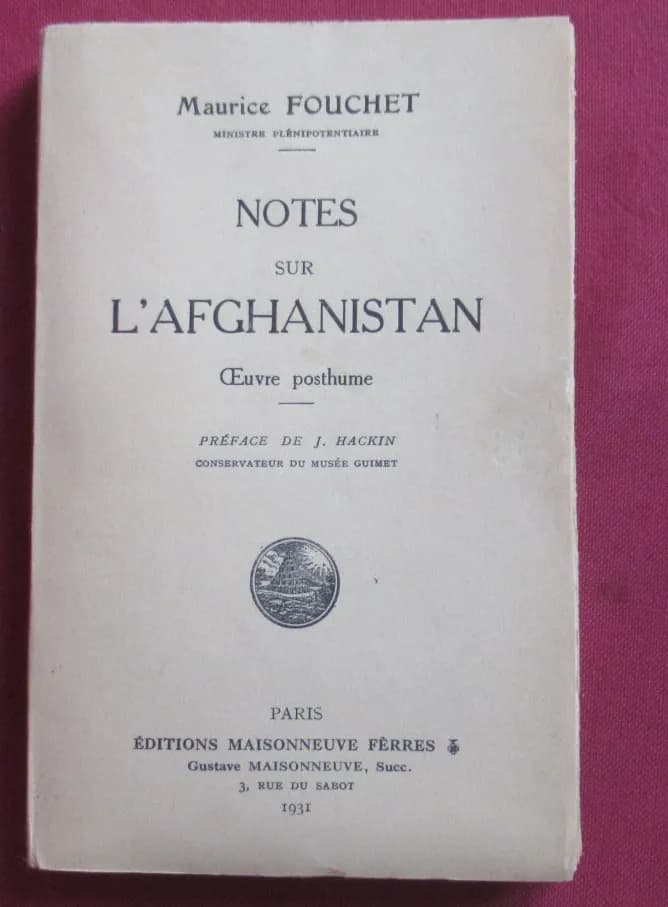 Maurice FOUCHET
MINISTRE PLÉNIPOTENTIAIRE
NOTES
SUR
L'AFGHANISTAN
Œuvre posthume
PRÉFACE DE J. HACKIN
CONSERVATEUR DU MUSÉE GUIMET
PARIS
ÉDITIONS MAISONNEUVE FÈRRES
Gustave MAISONNEUVE, Succ.
3, RUE DU SABOT
1931